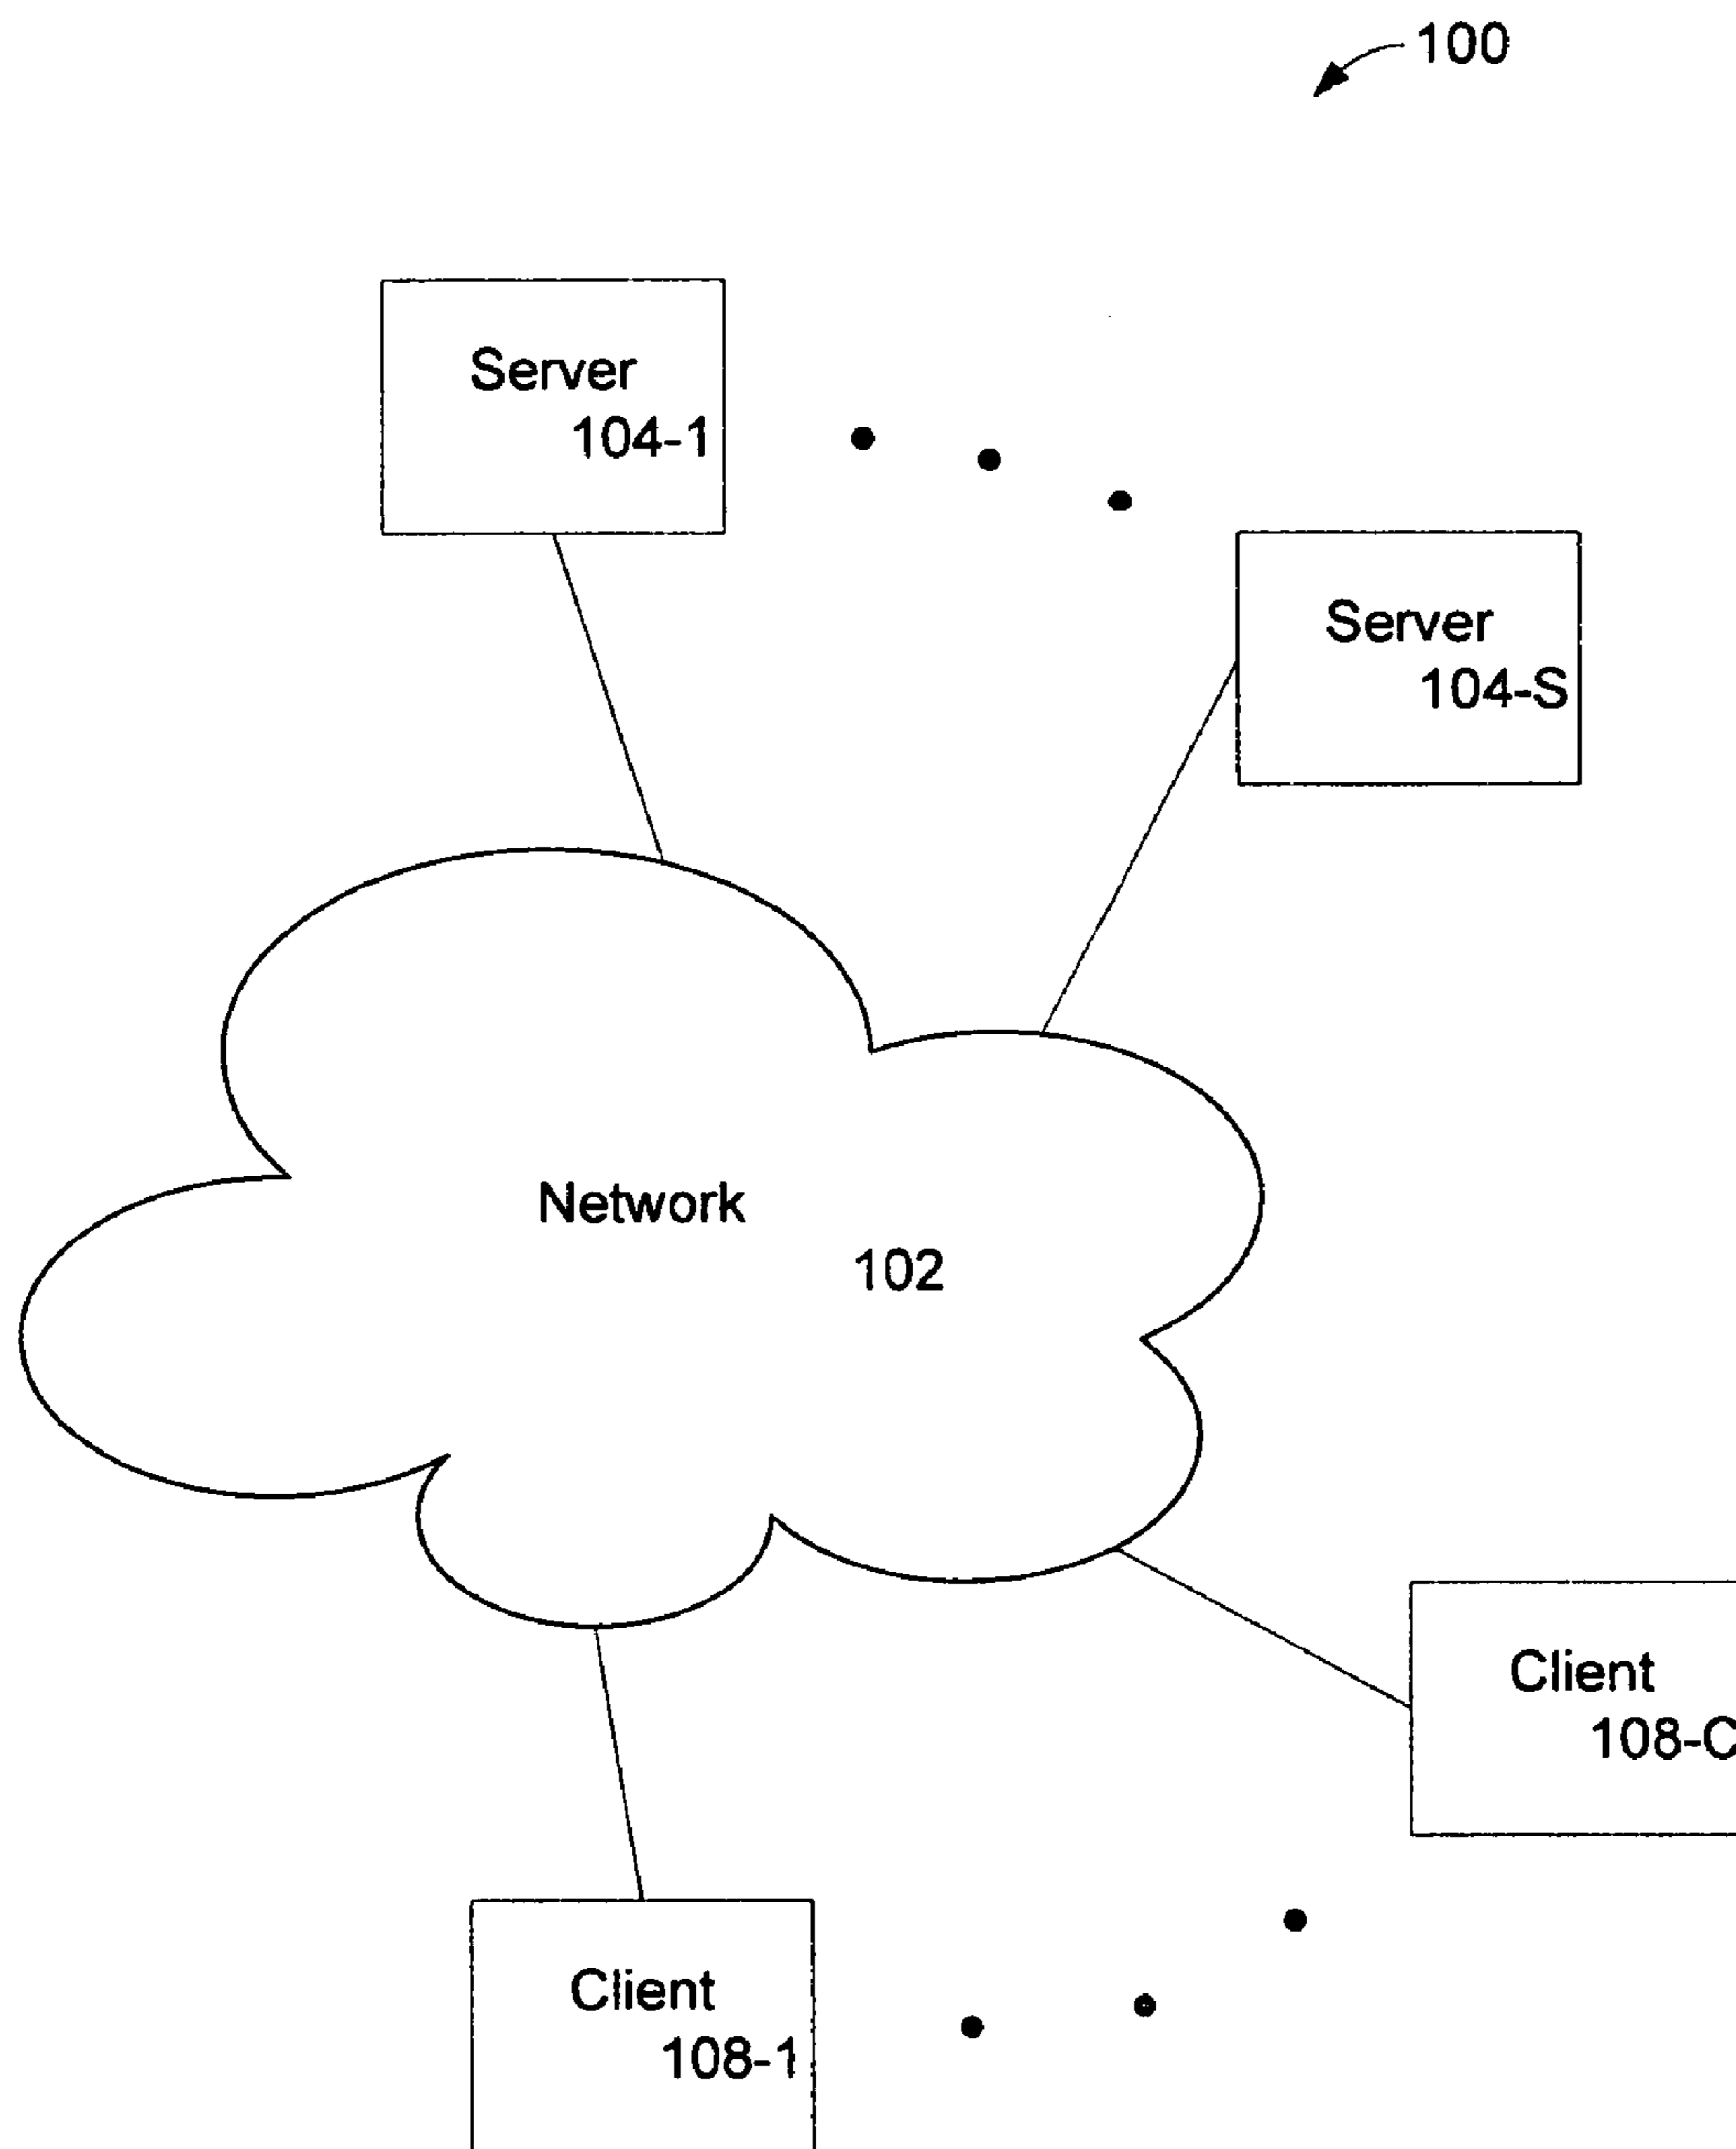 100
Server
104-1
Server
104-S
Network
102
Client
108-C
Client
108-1